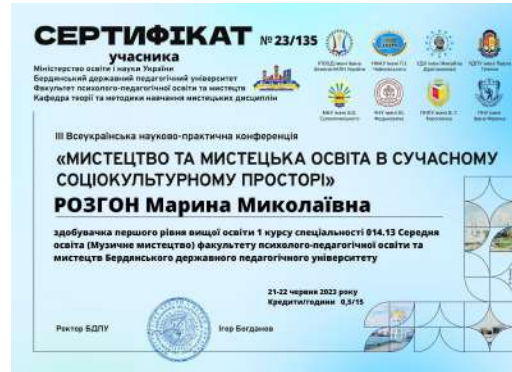 СЕРТИФІКАТ № 23/135
учасника
Міністерство освіти і науки України
Бердянський державний педагогічний університет
Факультет психолого-педагогічної освіти та мистецтв
Кафедра теорії та методики навчання мистецьких дисциплін
ІІІ Всеукраїнська науково-практична конференція
«МИСТЕЦТВО ТА МИСТЕЦЬКА ОСВІТА В СУЧАСНОМУ
СОЦІОКУЛЬТУРНОМУ ПРОСТОРІ»
РОЗГОН Марина Миколаївна
здобувачка першого рівня вищої освіти 1 курсу спеціальності 014.13 Середня
освіта (Музичне мистецтво) факультету психолого-педагогічної освіти та
мистецтв Бердянського державного педагогічного університету
21-22 червня 2023 року
Кредити/години 0,5/15
Ректор БДПУ
Ігор Богданов